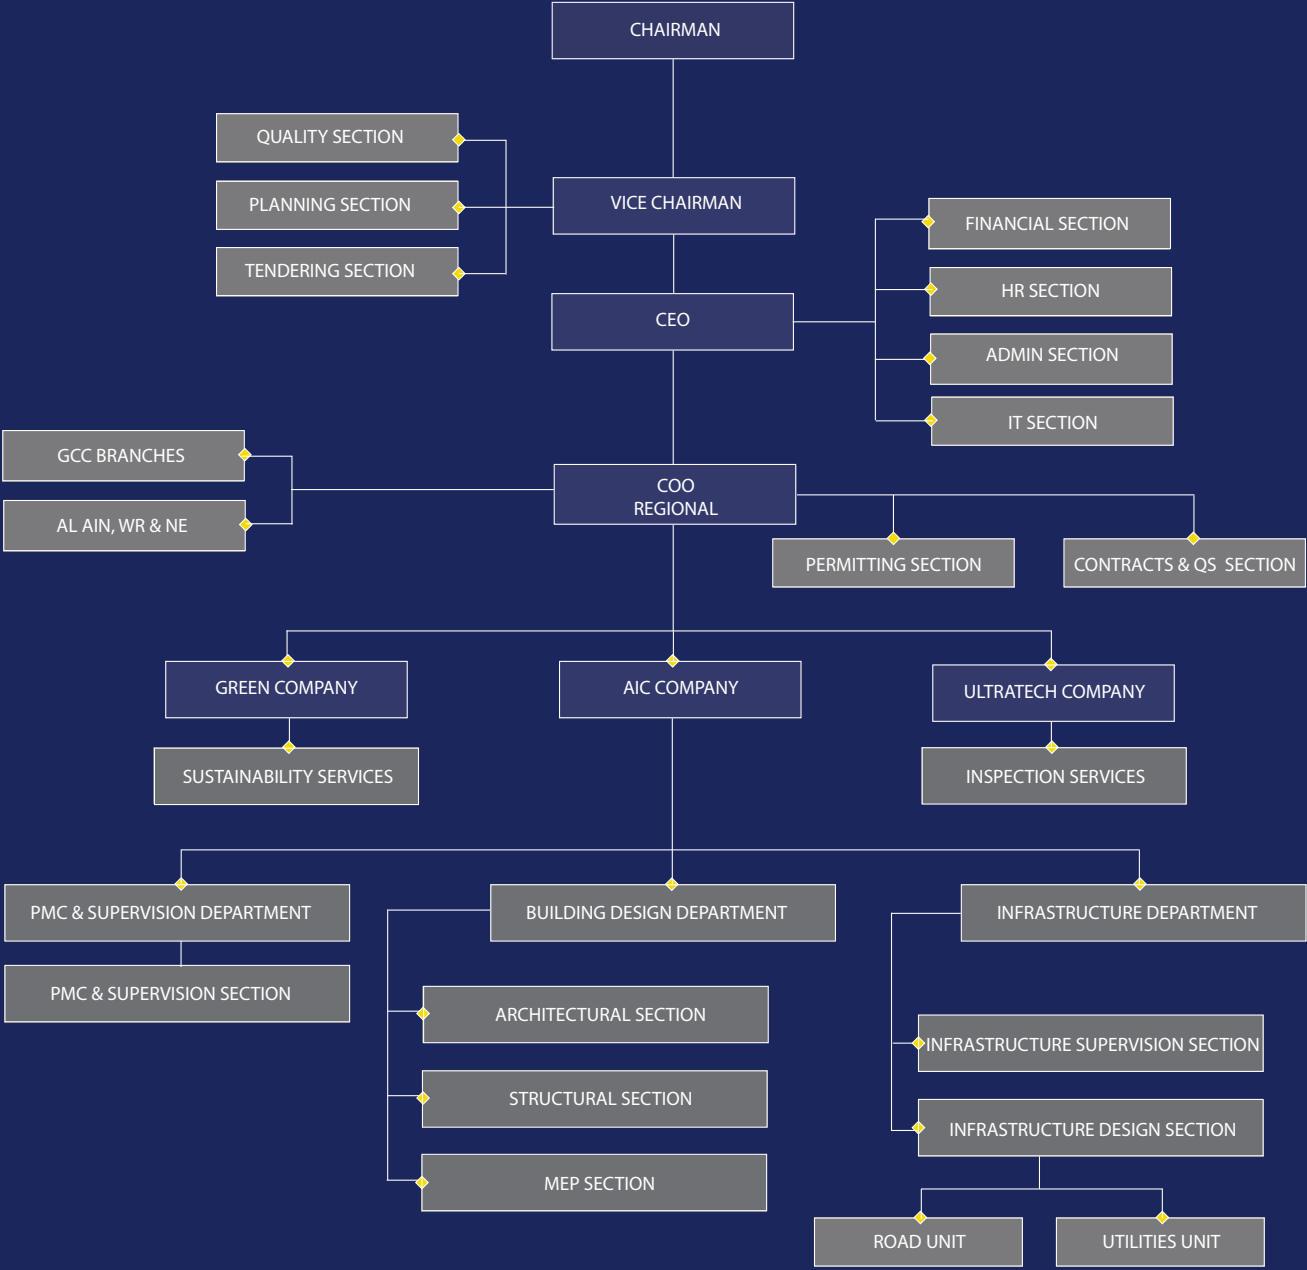 CHAIRMAN
QUALITY SECTION
PLANNING SECTION
TENDERING SECTION
VICE CHAIRMAN
FINANCIAL SECTION
HR SECTION
ADMIN SECTION
IT SECTION
CEO
GCC BRANCHES
AL AIN, WR & NE
COO
REGIONAL
PERMITTING SECTION
CONTRACTS & QS SECTION
GREEN COMPANY
AIC COMPANY
ULTRATECH COMPANY
SUSTAINABILITY SERVICES
INSPECTION SERVICES
PMC & SUPERVISION DEPARTMENT
BUILDING DESIGN DEPARTMENT
INFRASTRUCTURE DEPARTMENT
PMC & SUPERVISION SECTION
ARCHITECTURAL SECTION
STRUCTURAL SECTION
MEP SECTION
INFRASTRUCTURE SUPERVISION SECTION
INFRASTRUCTURE DESIGN SECTION
ROAD UNIT
UTILITIES UNIT